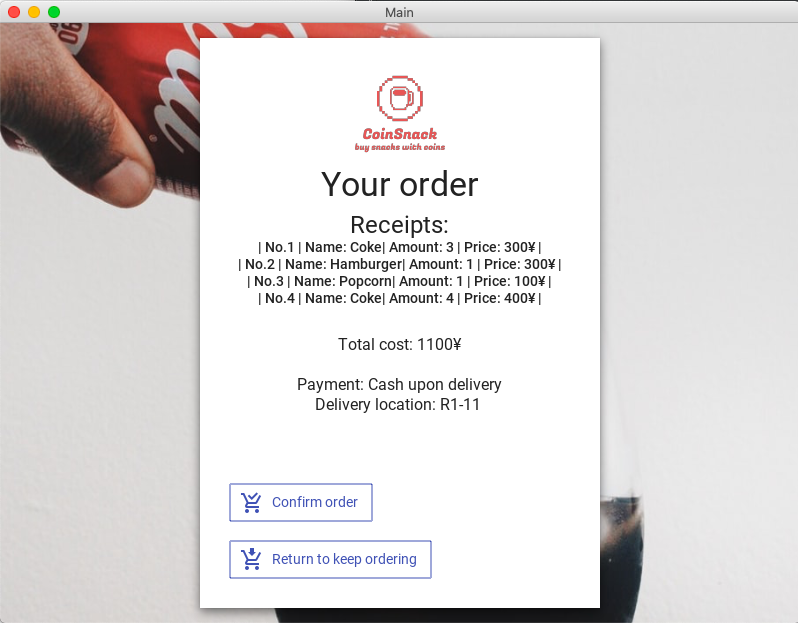 Main
CoinSnack
buy snacks with coins
Your order
Receipts:
| No.1 | Name: Coke| Amount: 3 | Price: 300¥ |
| No.2 | Name: Hamburger| Amount: 1 | Price: 300¥ |
| No.3 | Name: Popcorn| Amount: 1 | Price: 100¥ |
| No.4 | Name: Coke| Amount: 4 | Price: 400¥ |
Total cost: 1100¥
Payment: Cash upon delivery
Delivery location: R1-11
Confirm order
Return to keep ordering